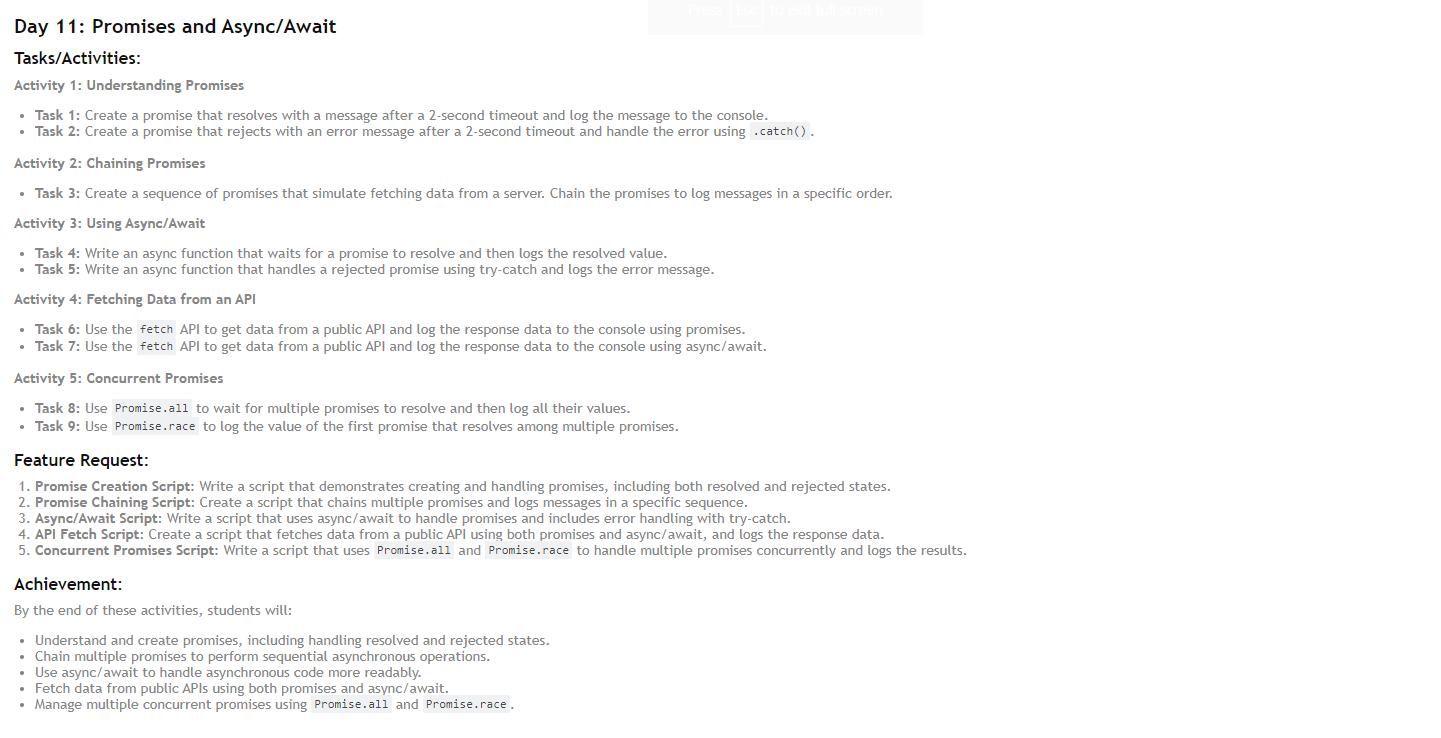 Press Esc to exit full screen
Day 11: Promises and Async/Await
Tasks/Activities:
Activity 1: Understanding Promises
• Task 1: Create a promise that resolves with a message after a 2-second timeout and log the message to the console.
• Task 2: Create a promise that rejects with an error message after a 2-second timeout and handle the error using .catch().
Activity 2: Chaining Promises
• Task 3: Create a sequence of promises that simulate fetching data from a server. Chain the promises to log messages in a specific order.
Activity 3: Using Async/Await
• Task 4: Write an async function that waits for a promise to resolve and then logs the resolved value.
• Task 5: Write an async function that handles a rejected promise using try-catch and logs the error message.
Activity 4: Fetching Data from an API
• Task 6: Use the fetch API to get data from a public API and log the response data to the console using promises.
• Task 7: Use the fetch API to get data from a public API and log the response data to the console using async/await.
Activity 5: Concurrent Promises
• Task 8: Use Promise.all to wait for multiple promises to resolve and then log all their values.
• Task 9: Use Promise.race to log the value of the first promise that resolves among multiple promises.
Feature Request:
1. Promise Creation Script: Write a script that demonstrates creating and handling promises, including both resolved and rejected states.
2. Promise Chaining Script: Create a script that chains multiple promises and logs messages in a specific sequence.
3. Async/Await Script: Write a script that uses async/await to handle promises and includes error handling with try-catch.
4. API Fetch Script: Create a script that fetches data from a public API using both promises and async/await, and logs the response data.
5. Concurrent Promises Script: Write a script that uses Promise.all and Promise.race to handle multiple promises concurrently and logs the results.
Achievement:
By the end of these activities, students will:
• Understand and create promises, including handling resolved and rejected states.
• Chain multiple promises to perform sequential asynchronous operations.
• Use async/await to handle asynchronous code more readably.
• Fetch data from public APIs using both promises and async/await.
• Manage multiple concurrent promises using Promise.all and Promise.race.